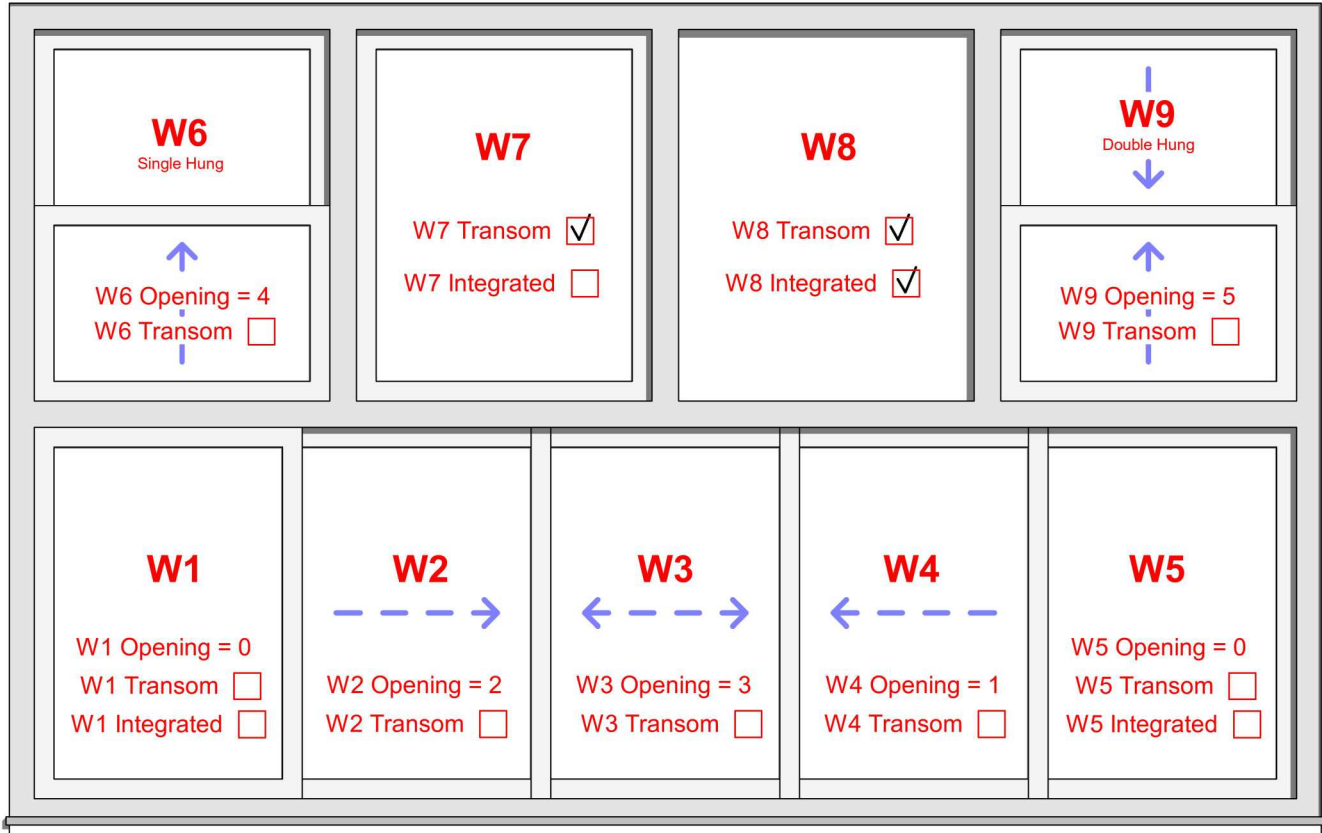 W6
Single Hung
W6 Opening = 4
W6 Transom
W7
W7 Transom
W7 Integrated
W8
W8 Transom
W8 Integrated
W9
Double Hung
W9 Opening = 5
W9 Transom
W1
W1 Opening = 0
W1 Transom
W1 Integrated
W2
W2 Opening = 2
W2 Transom
W3
W3 Opening = 3
W3 Transom
W4
W4 Opening = 1
W4 Transom
W5
W5 Opening = 0
W5 Transom
W5 Integrated